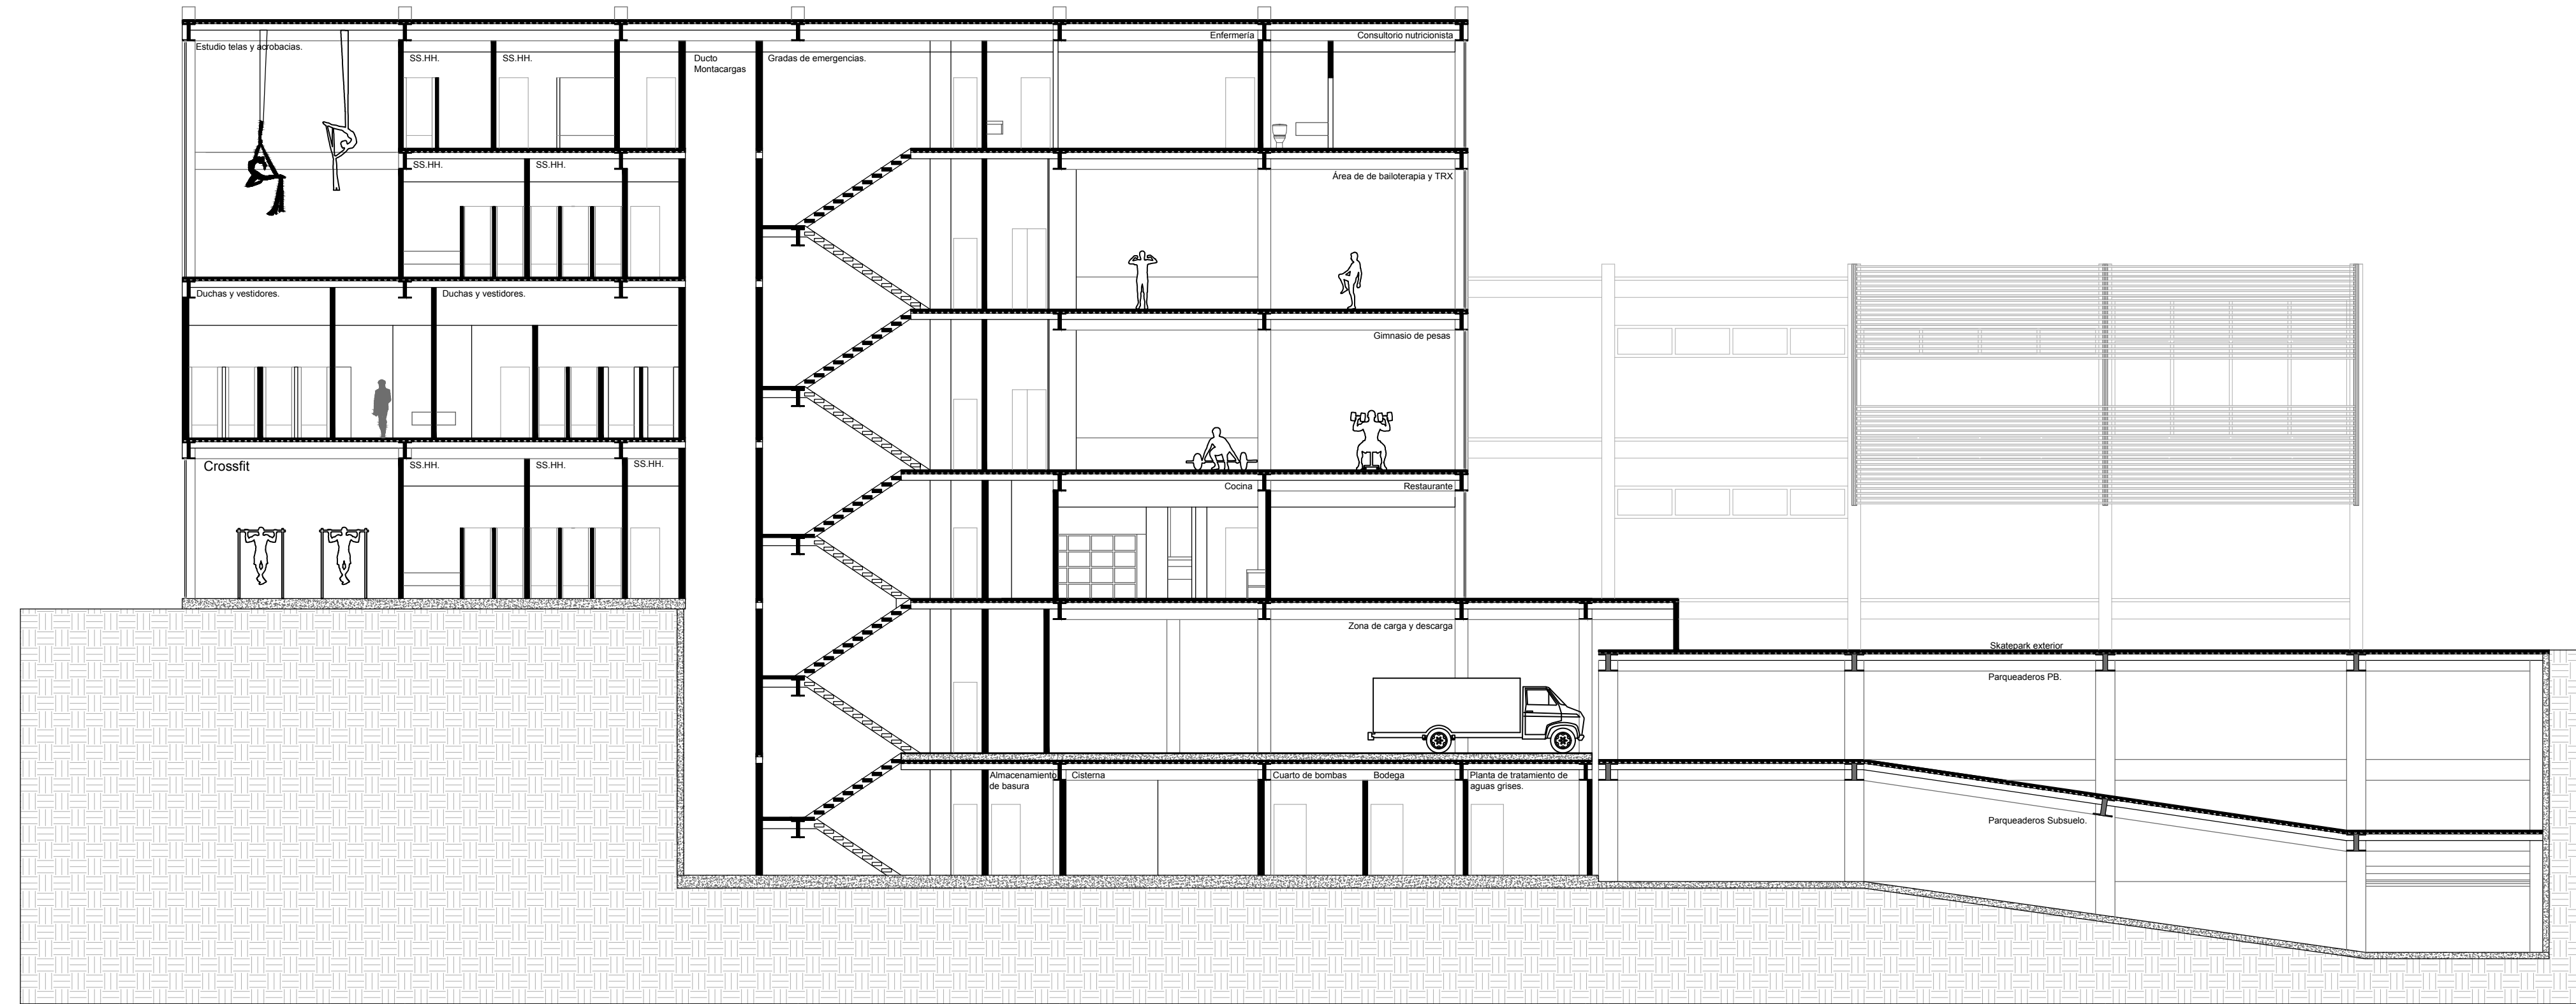 Enfermería
Consultorio nutricionista
Estudio telas y acrobacias.
SS.HH.
SS.HH.
Ducto
Montacargas
Gradas de emergencias.
SS.HH.
SS.HH.
Área de de bailoterapia y TRX
Duchas y vestidores.
Duchas y vestidores.
Gimnasio de pesas
Crossfit
SS.HH.
SS.HH.
SS.HH.
Cocina
Restaurante
Zona de carga y descarga
Skatepark exterior
Parqueaderos PB.
Almacenamiento
de basura
Cisterna
Cuarto de bombas
Bodega
Planta de tratamiento de
aguas grises.
Parqueaderos Subsuelo.